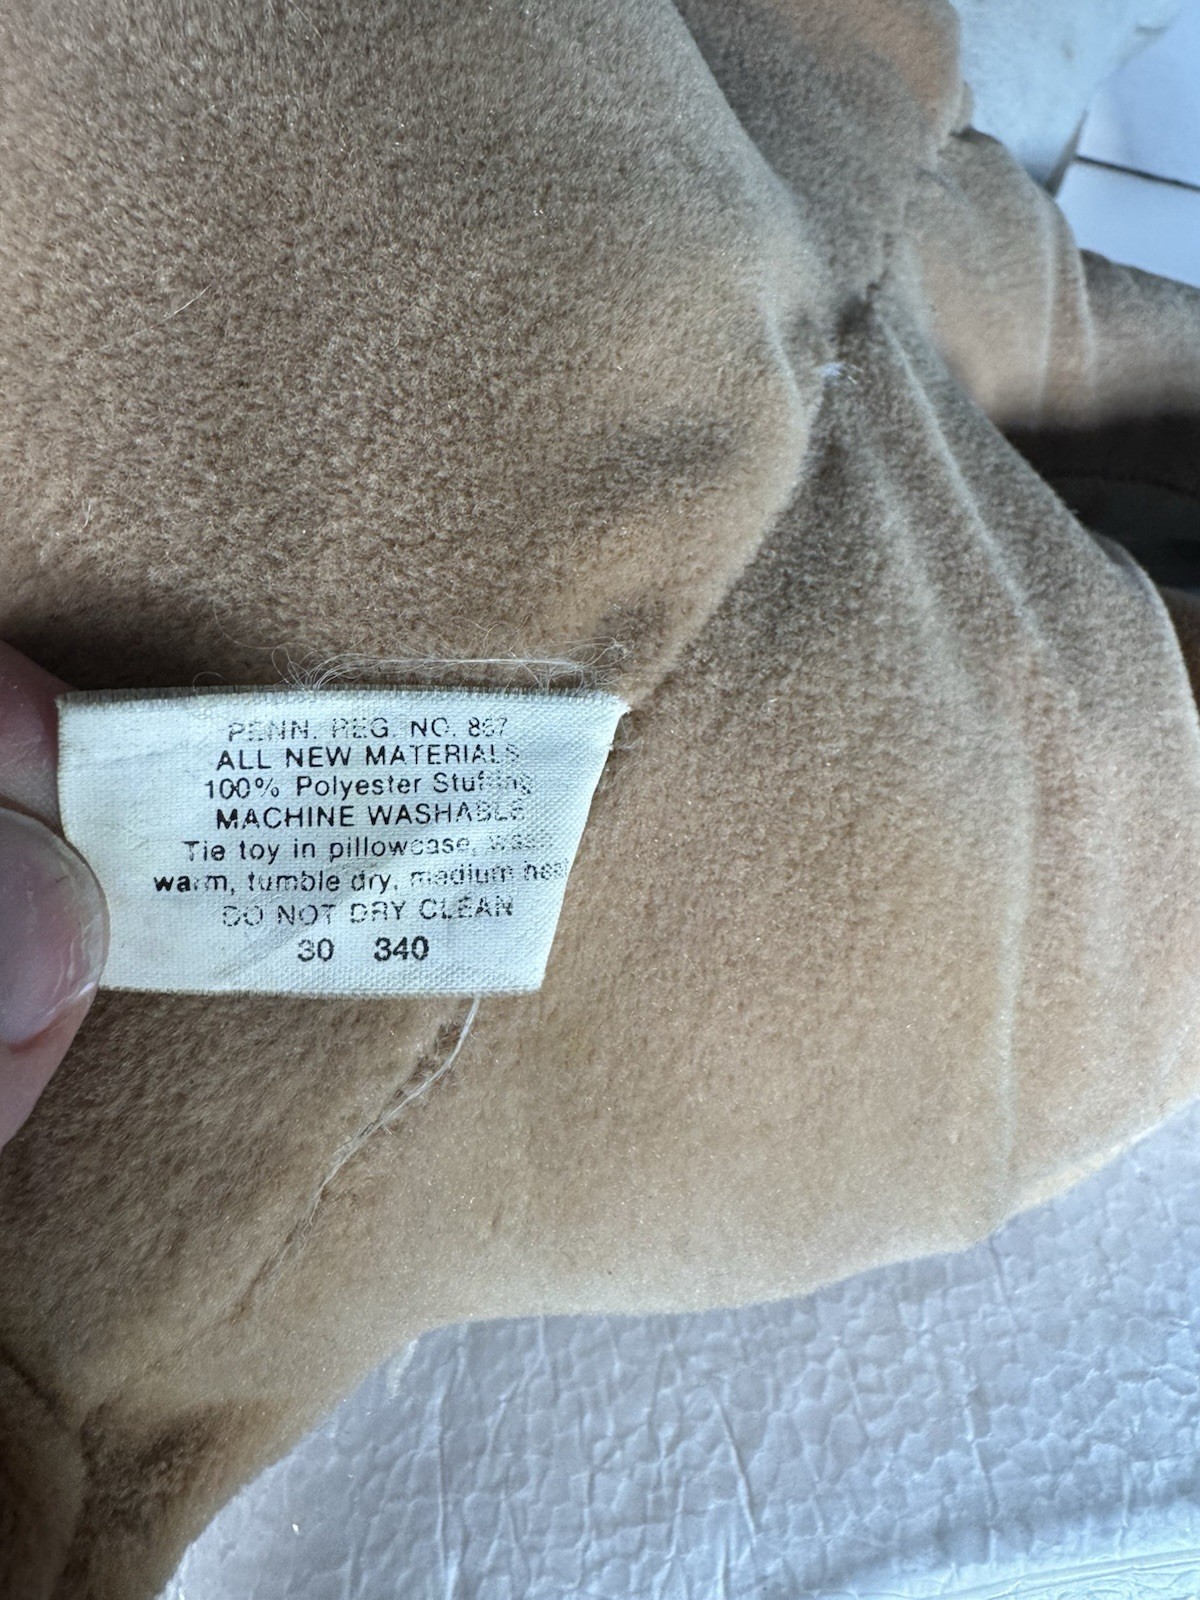 PENN. REG. NO. 867
ALL NEW MATERIALS
100% Polyester Stuffing
MACHINE WASHABLE
Tie toy in pillowcase, wash
warm, tumble dry, medium heat
DO NOT DRY CLEAN
30 340